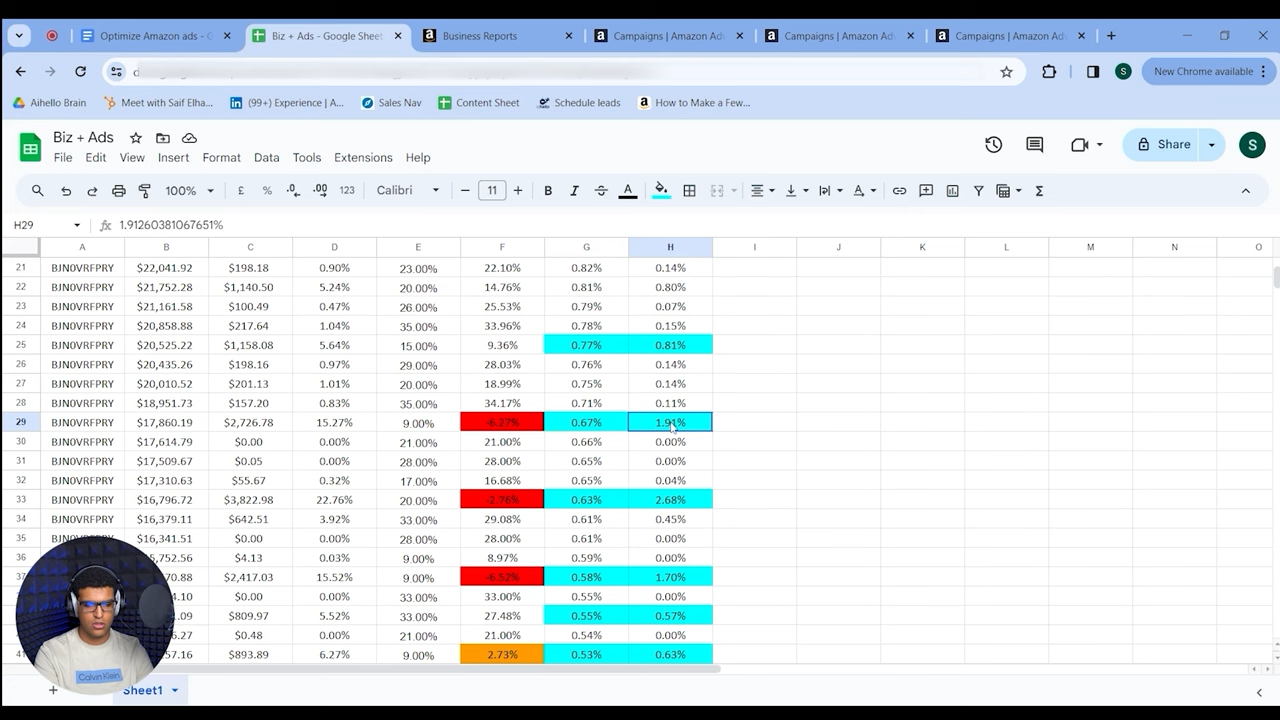 Optimize Amazon ads - G
Biz + Ads - Google Sheet
Business Reports
Campaigns | Amazon Ad
Campaigns | Amazon Ad
Campaigns | Amazon Ad
New Chrome available
Aihello Brain
Meet with Saif Elha...
(99+) Experience | A...
Sales Nav
Content Sheet
Schedule leads
How to Make a Few...
Biz + Ads
File Edit View Insert Format Data Tools Extensions Help
Share
S
100% £ % .0 .00 123 Calibri 11 B I A
H29 fx 1.91260381067651%
A B C D E F G H I J K L M N O
21 BJN0VRFPRY $22,041.92 $198.18 0.90% 23.00% 22.10% 0.82% 0.14%
22 BJN0VRFPRY $21,752.28 $1,140.50 5.24% 20.00% 14.76% 0.81% 0.80%
23 BJN0VRFPRY $21,161.58 $100.49 0.47% 26.00% 25.53% 0.79% 0.07%
24 BJN0VRFPRY $20,858.88 $217.64 1.04% 35.00% 33.96% 0.78% 0.15%
25 BJN0VRFPRY $20,525.22 $1,158.08 5.64% 15.00% 9.36% 0.77% 0.81%
26 BJN0VRFPRY $20,435.26 $198.16 0.97% 29.00% 28.03% 0.76% 0.14%
27 BJN0VRFPRY $20,010.52 $201.13 1.01% 20.00% 18.99% 0.75% 0.14%
28 BJN0VRFPRY $18,951.73 $157.20 0.83% 35.00% 34.17% 0.71% 0.11%
29 BJN0VRFPRY $17,860.19 $2,726.78 15.27% 9.00% -6.27% 0.67% 1.91%
30 BJN0VRFPRY $17,614.79 $0.00 0.00% 21.00% 21.00% 0.66% 0.00%
31 BJN0VRFPRY $17,509.67 $0.05 0.00% 28.00% 28.00% 0.65% 0.00%
32 BJN0VRFPRY $17,310.63 $55.67 0.32% 17.00% 16.68% 0.65% 0.04%
33 BJN0VRFPRY $16,796.72 $3,822.98 22.76% 20.00% -2.76% 0.63% 2.68%
34 BJN0VRFPRY $16,379.11 $642.51 3.92% 33.00% 29.08% 0.61% 0.45%
35 BJN0VRFPRY $16,341.51 $0.00 0.00% 28.00% 28.00% 0.61% 0.00%
36 BJN0VRFPRY 5,752.56 $4.13 0.03% 9.00% 8.97% 0.59% 0.00%
37 BJN0VRFPRY 70.88 $2,417.03 15.52% 9.00% -6.52% 0.58% 1.70%
4.10 $0.00 0.00% 33.00% 33.00% 0.55% 0.00%
1.09 $809.97 5.52% 33.00% 27.48% 0.55% 0.57%
6.27 $0.48 0.00% 21.00% 21.00% 0.54% 0.00%
41 57.16 $893.89 6.27% 9.00% 2.73% 0.53% 0.63%
Calvin Klein
Sheet1